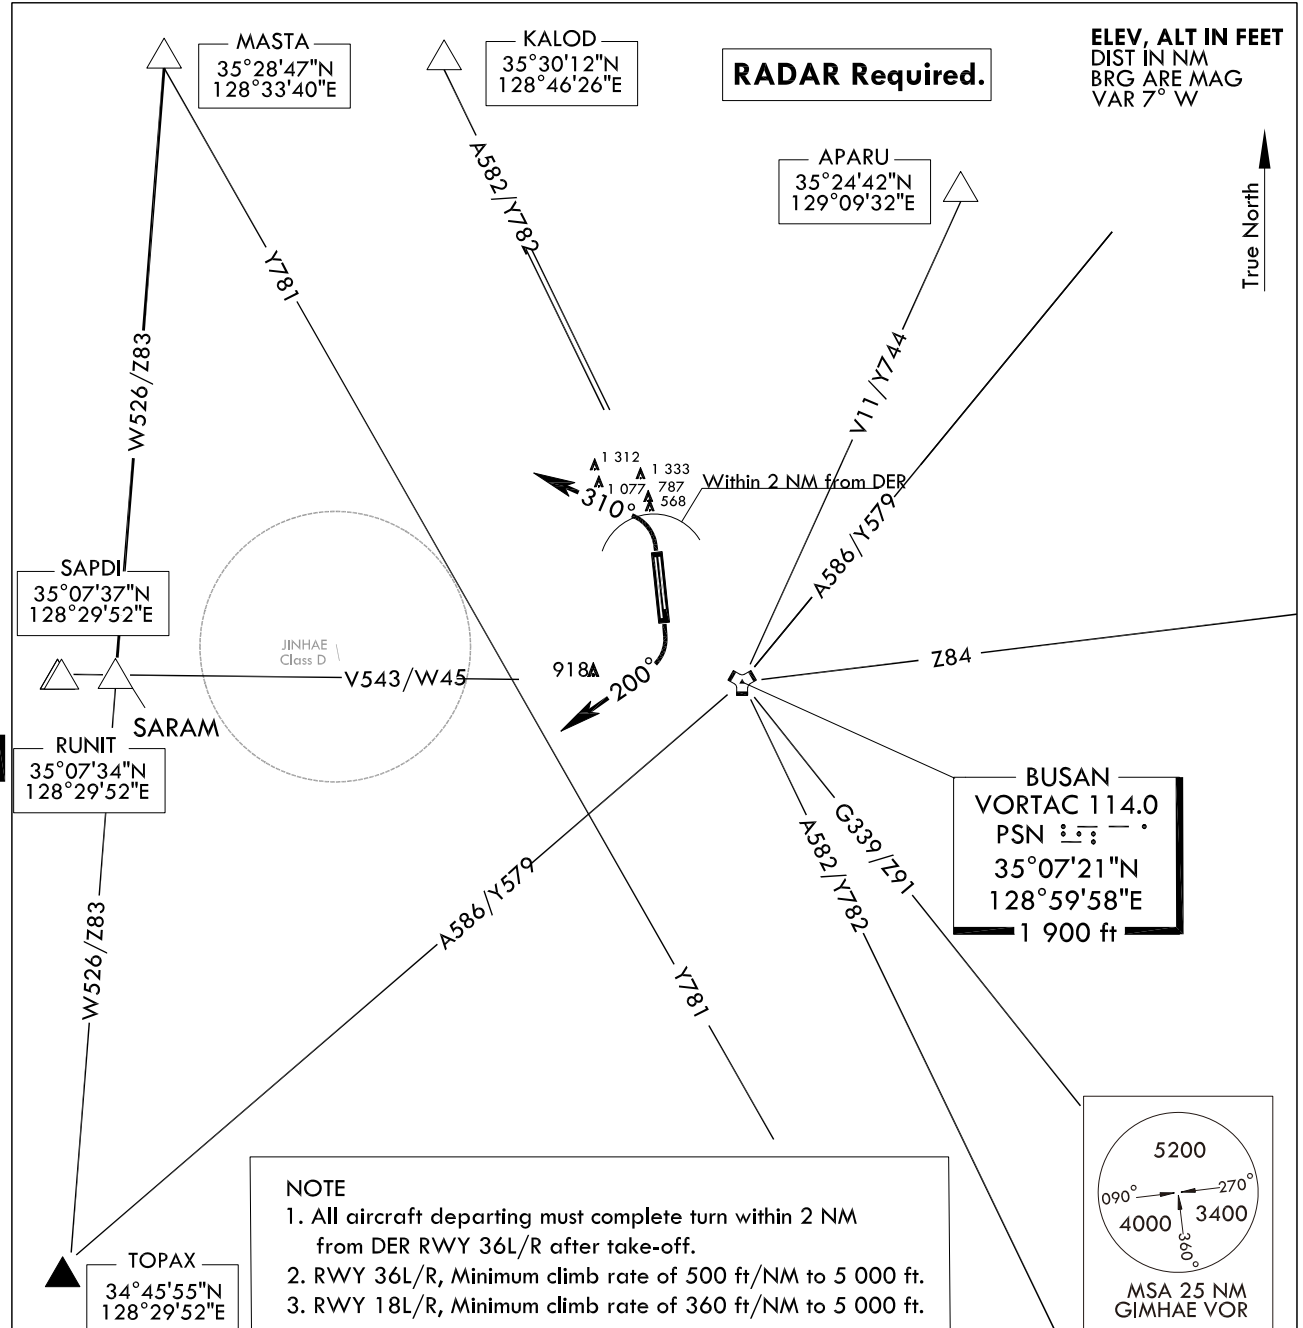 MASTA
35°28'47"N
128°33'40"E
KALOD
35°30'12"N
128°46'26"E
RADAR Required.
ELEV, ALT IN FEET
DIST IN NM
BRG ARE MAG
VAR 7° W
True North
APARU
35°24'42"N
129°09'32"E
A582/Y782
Y781
W526/Z83
V11/Y744
1 312
1 333
1 077
787
568
Within 2 NM from DER
310°
A586/Y579
SAPDI
35°07'37"N
128°29'52"E
JINHAE
Class D
V543/W45
918
200°
Z84
SARAM
RUNIT
35°07'34"N
128°29'52"E
BUSAN
VORTAC 114.0
PSN
35°07'21"N
128°59'58"E
1 900 ft
G339/Z91
A582/Y782
A586/Y579
W526/Z83
Y781
TOPAX
34°45'55"N
128°29'52"E
NOTE
1. All aircraft departing must complete turn within 2 NM
from DER RWY 36L/R after take-off.
2. RWY 36L/R, Minimum climb rate of 500 ft/NM to 5 000 ft.
3. RWY 18L/R, Minimum climb rate of 360 ft/NM to 5 000 ft.
5200
090°
270°
4000
3400
360°
MSA 25 NM
GIMHAE VOR